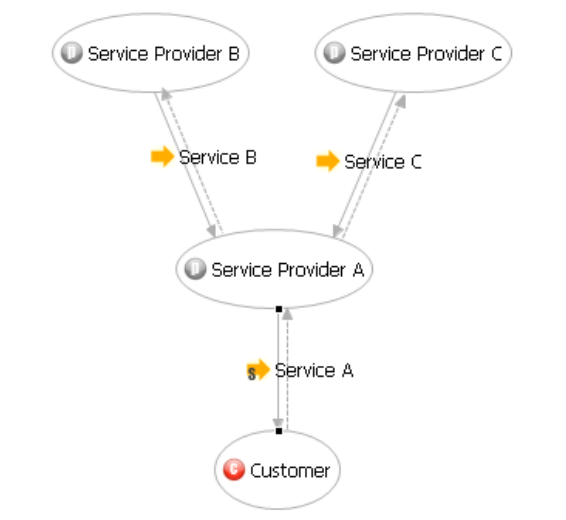 Service Provider B
Service Provider C
Service B
Service C
Service Provider A
S
Service A
C
Customer